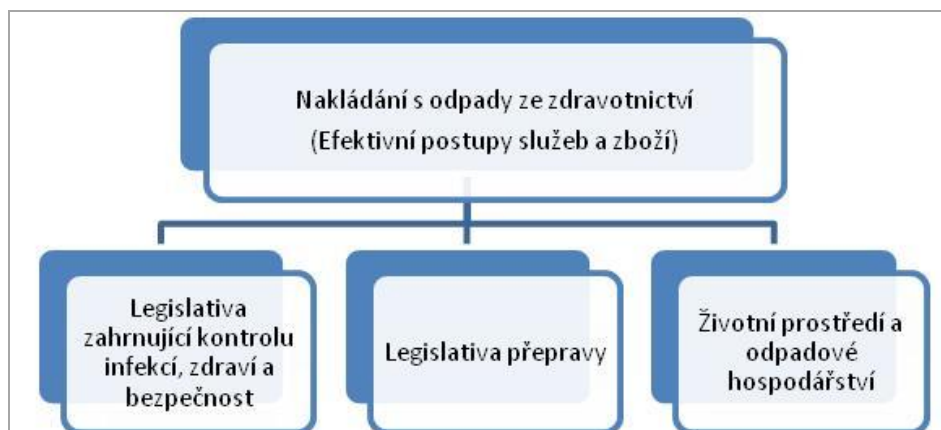 Nakládání s odpady ze zdravotnictví
(Efektivní postupy služeb a zboží)
Legislativa
zahrnující kontrolu
infekcí, zdraví a
bezpečnost
Legislativa přepravy
Životní prostředí a
odpadové
hospodářství